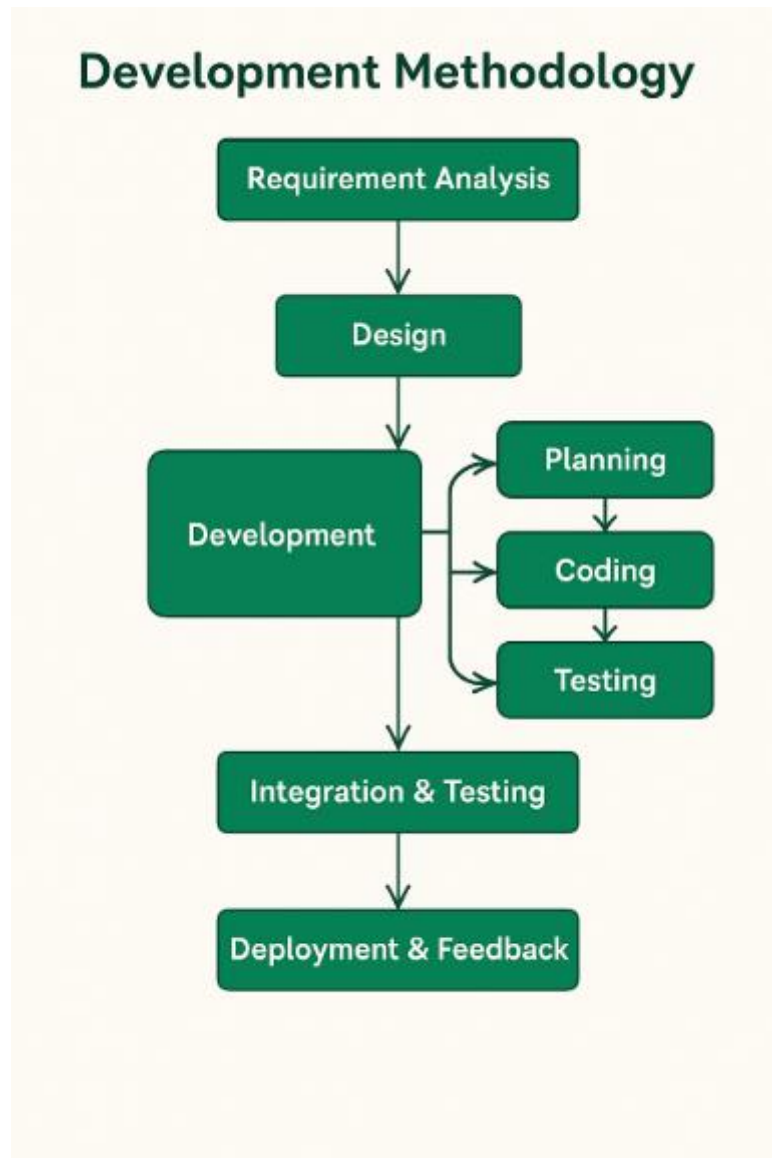 Development Methodology
Requirement Analysis
Design
Development
Planning
Coding
Testing
Integration & Testing
Deployment & Feedback